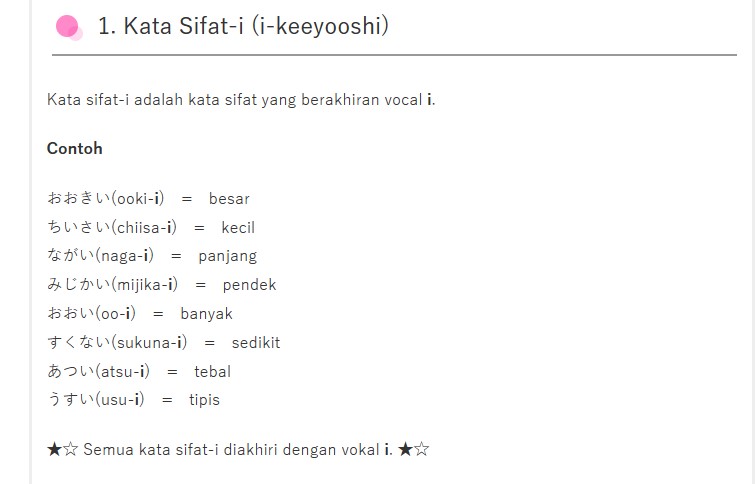 1. Kata Sifat-i (i-keeyooshi)
Kata sifat-i adalah kata sifat yang berakhiran vocal i.
Contoh
おおきい(ooki-i)　=　besar
ちいさい(chiisa-i)　=　kecil
ながい(naga-i)　=　panjang
みじかい(mijika-i)　=　pendek
おおい(oo-i)　=　banyak
すくない(sukuna-i)　=　sedikit
あつい(atsu-i)　=　tebal
うすい(usu-i)　=　tipis
★☆ Semua kata sifat-i diakhiri dengan vokal i. ★☆